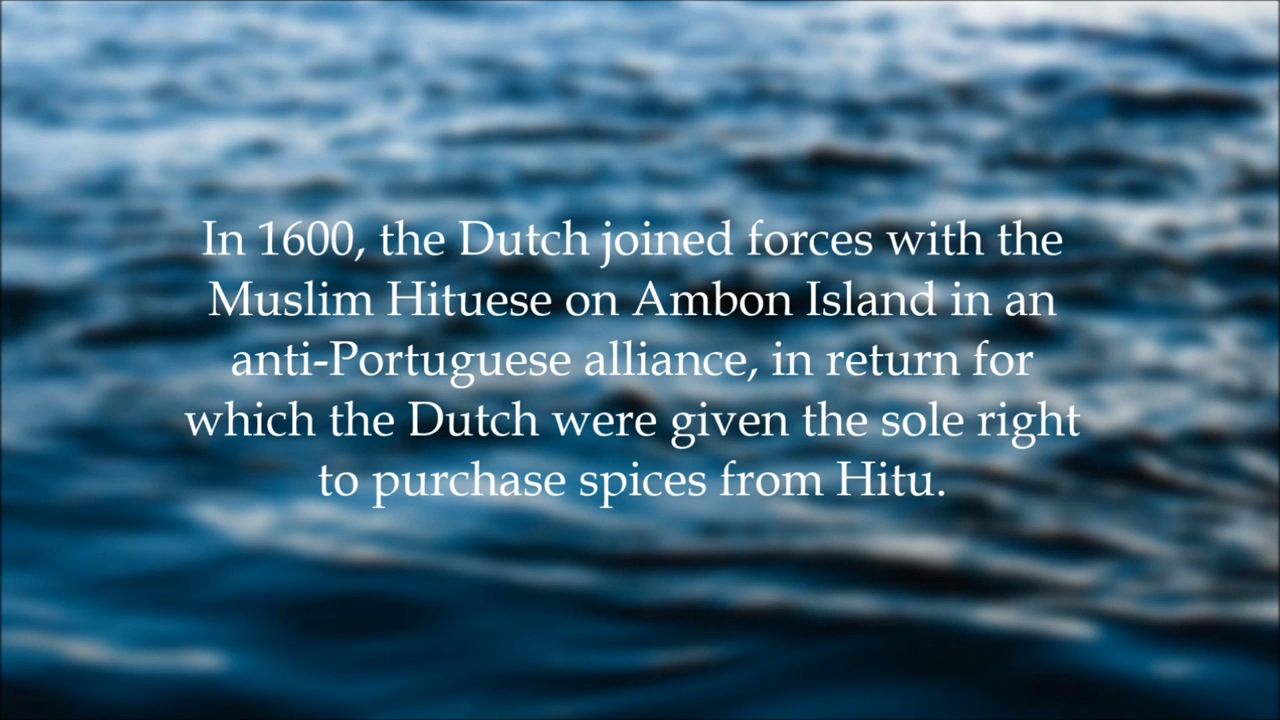 In 1600, the Dutch joined forces with the
Muslim Hituese on Ambon Island in an
anti-Portuguese alliance, in return for
which the Dutch were given the sole right
to purchase spices from Hitu.